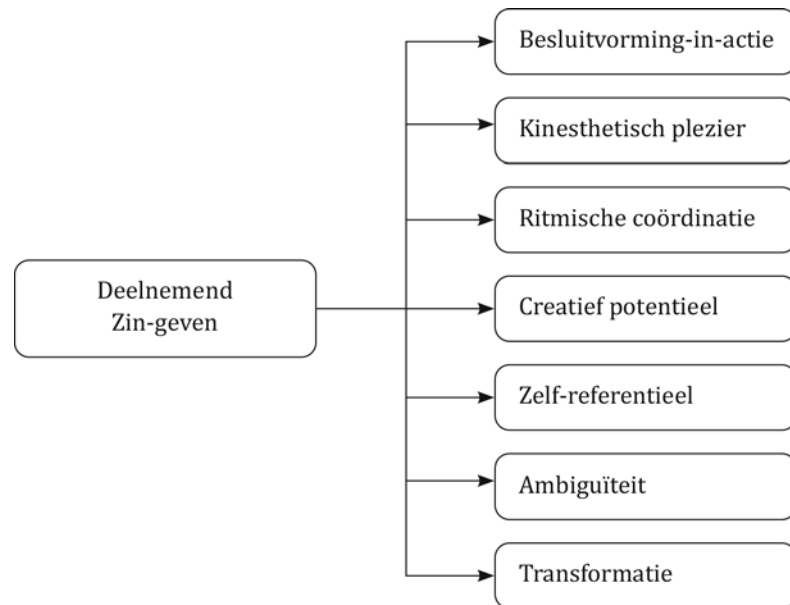 Besluitvorming-in-actie
Kinesthetisch plezier
Ritmische coördinatie
Deelnemend
Zin-geven
Creatief potentieel
Zelf-referentieel
Ambiguïteit
Transformatie